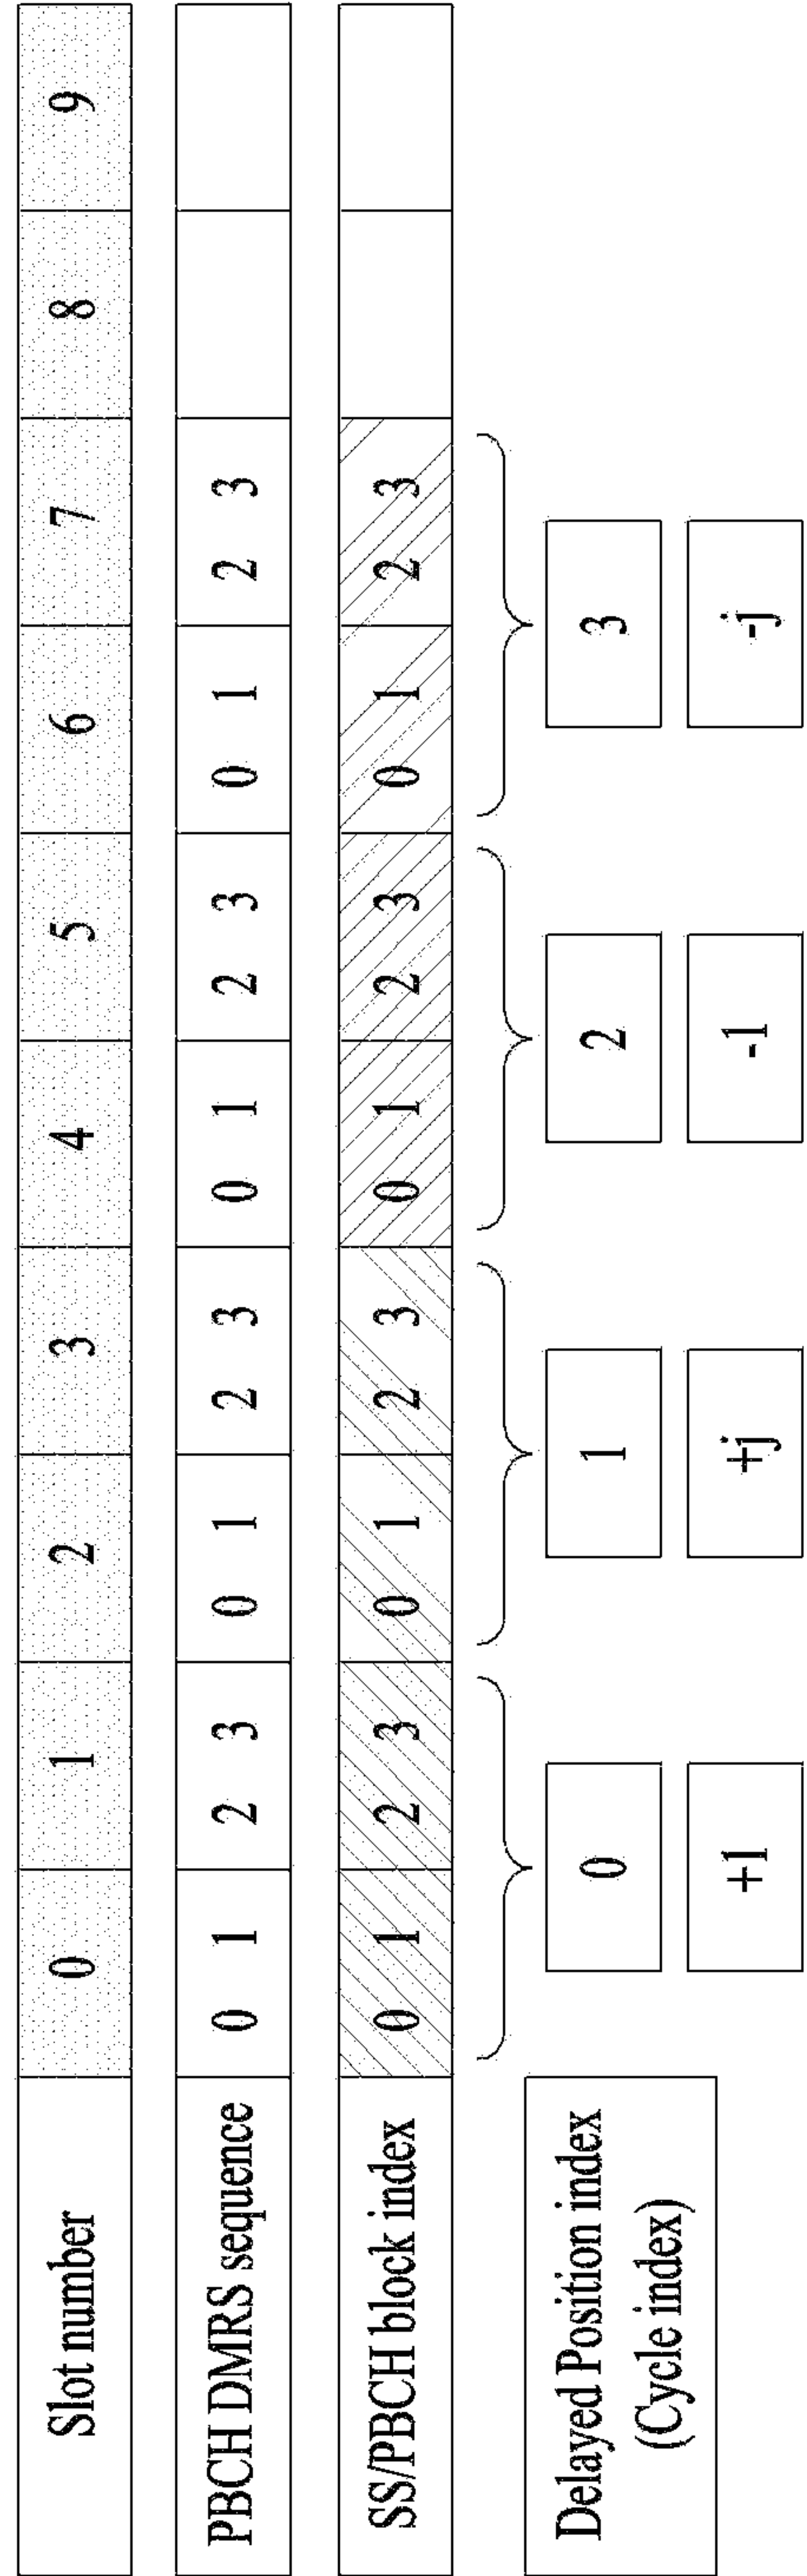 Slot number 0 1 2 3 4 5 6 7 8 9
PBCH DMRS sequence 0 1 2 3 0 1 2 3 0 1 2 3 0 1 2 3
SS/PBCH block index 0 1 2 3 0 1 2 3 0 1 2 3 0 1 2 3
Delayed Position index
(Cycle index)
0 1 2 3
+1 +j -1 -j